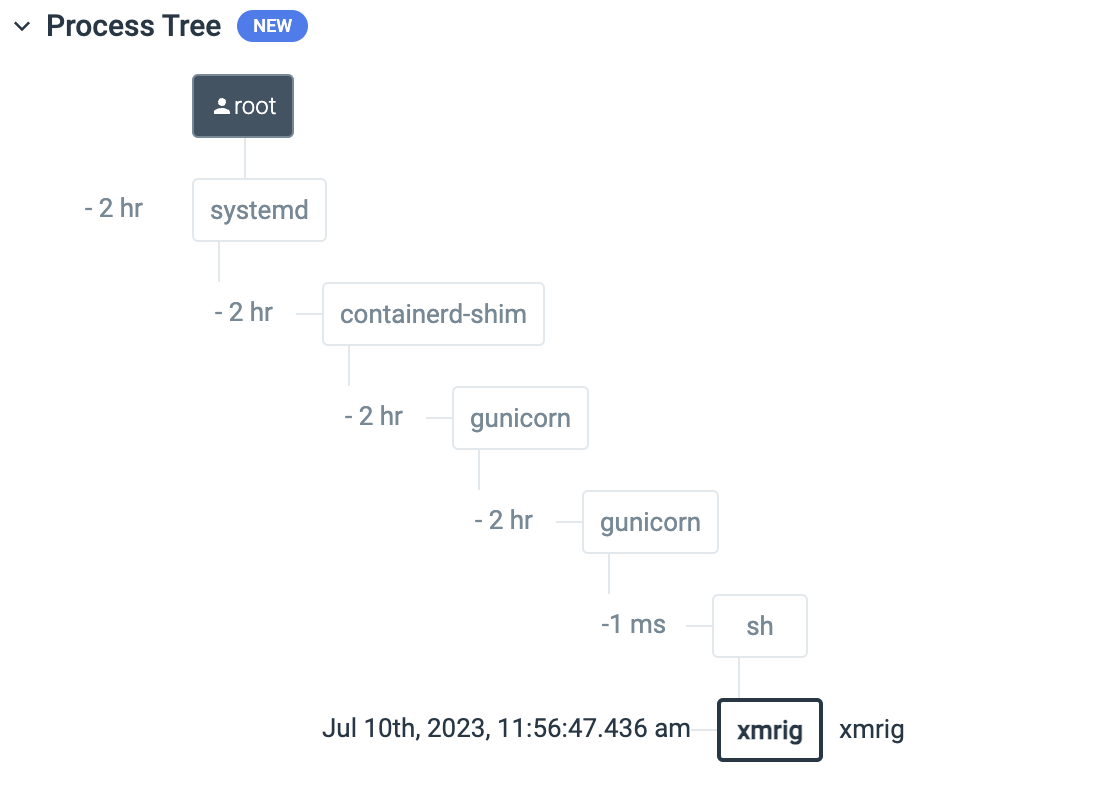 Process Tree NEW
root
- 2 hr systemd
- 2 hr containerd-shim
- 2 hr gunicorn
- 2 hr gunicorn
-1 ms sh
Jul 10th, 2023, 11:56:47.436 am xmrig xmrig